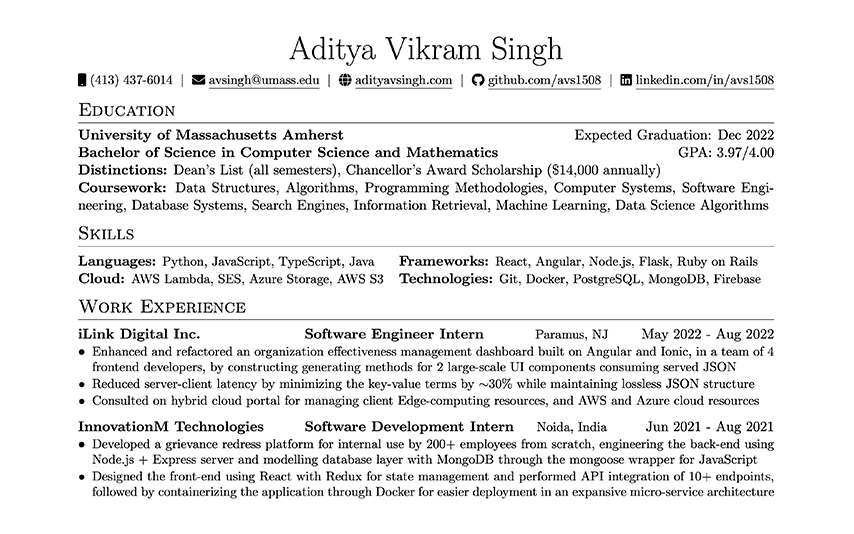 Aditya Vikram Singh
(413) 437-6014 | avsingh@umass.edu | adityavsingh.com | github.com/avs1508 | linkedin.com/in/avs1508
Education
University of Massachusetts Amherst Expected Graduation: Dec 2022
Bachelor of Science in Computer Science and Mathematics GPA: 3.97/4.00
Distinctions: Dean's List (all semesters), Chancellor's Award Scholarship ($14,000 annually)
Coursework: Data Structures, Algorithms, Programming Methodologies, Computer Systems, Software Engi-
neering, Database Systems, Search Engines, Information Retrieval, Machine Learning, Data Science Algorithms
Skills
Languages: Python, JavaScript, TypeScript, Java Frameworks: React, Angular, Node.js, Flask, Ruby on Rails
Cloud: AWS Lambda, SES, Azure Storage, AWS S3 Technologies: Git, Docker, PostgreSQL, MongoDB, Firebase
Work Experience
iLink Digital Inc. Software Engineer Intern Paramus, NJ May 2022 - Aug 2022
• Enhanced and refactored an organization effectiveness management dashboard built on Angular and Ionic, in a team of 4
frontend developers, by constructing generating methods for 2 large-scale UI components consuming served JSON
• Reduced server-client latency by minimizing the key-value terms by ~30% while maintaining lossless JSON structure
• Consulted on hybrid cloud portal for managing client Edge-computing resources, and AWS and Azure cloud resources
InnovationM Technologies Software Development Intern Noida, India Jun 2021 - Aug 2021
• Developed a grievance redress platform for internal use by 200+ employees from scratch, engineering the back-end using
Node.js + Express server and modelling database layer with MongoDB through the mongoose wrapper for JavaScript
• Designed the front-end using React with Redux for state management and performed API integration of 10+ endpoints,
followed by containerizing the application through Docker for easier deployment in an expansive micro-service architecture